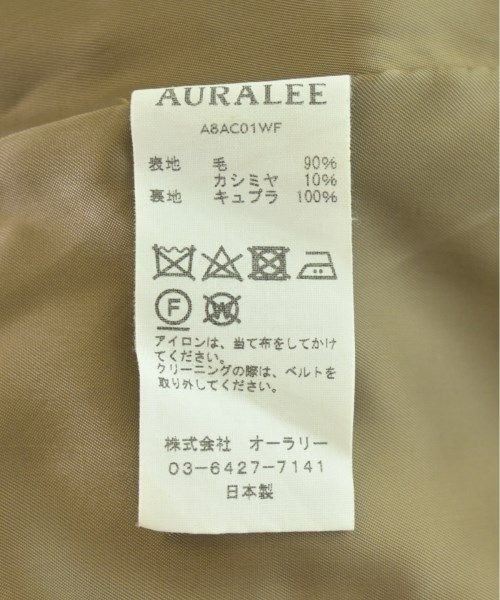 AURALEE
A8AC01WF
表地 毛 90%
カシミヤ 10%
裏地 キュプラ 100%
F W
アイロンは、当て布をしてかけ
てください。
クリーニングの際は、ベルトを
取り外してください。
株式会社 オーラリー
03-6427-7141
日本製